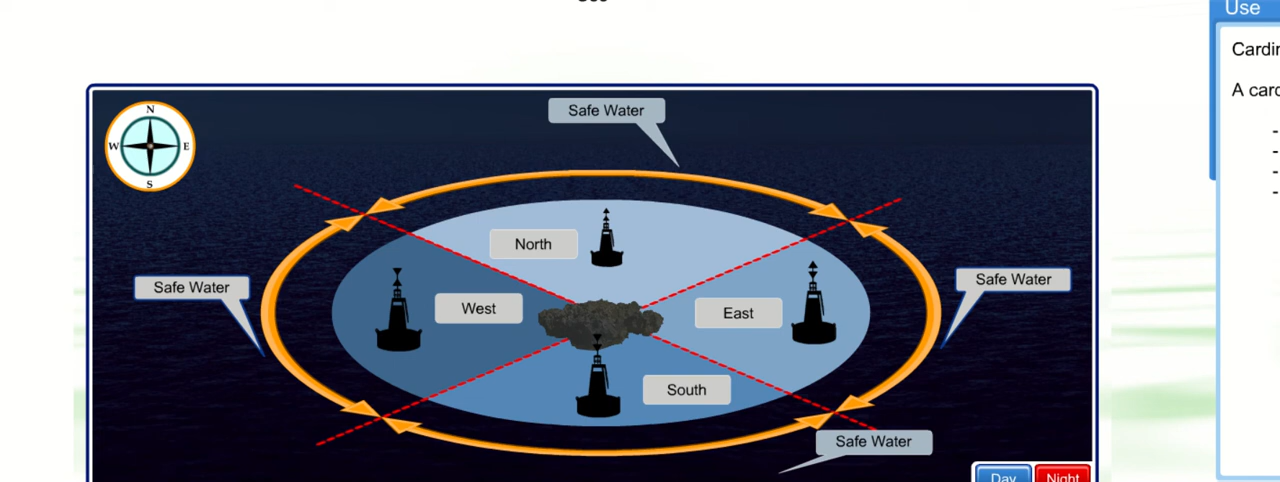 Use
Cardin
A card
-
-
-
-
N
W E
S
Safe Water
North
Safe Water
West
East
Safe Water
South
Safe Water
Day Night